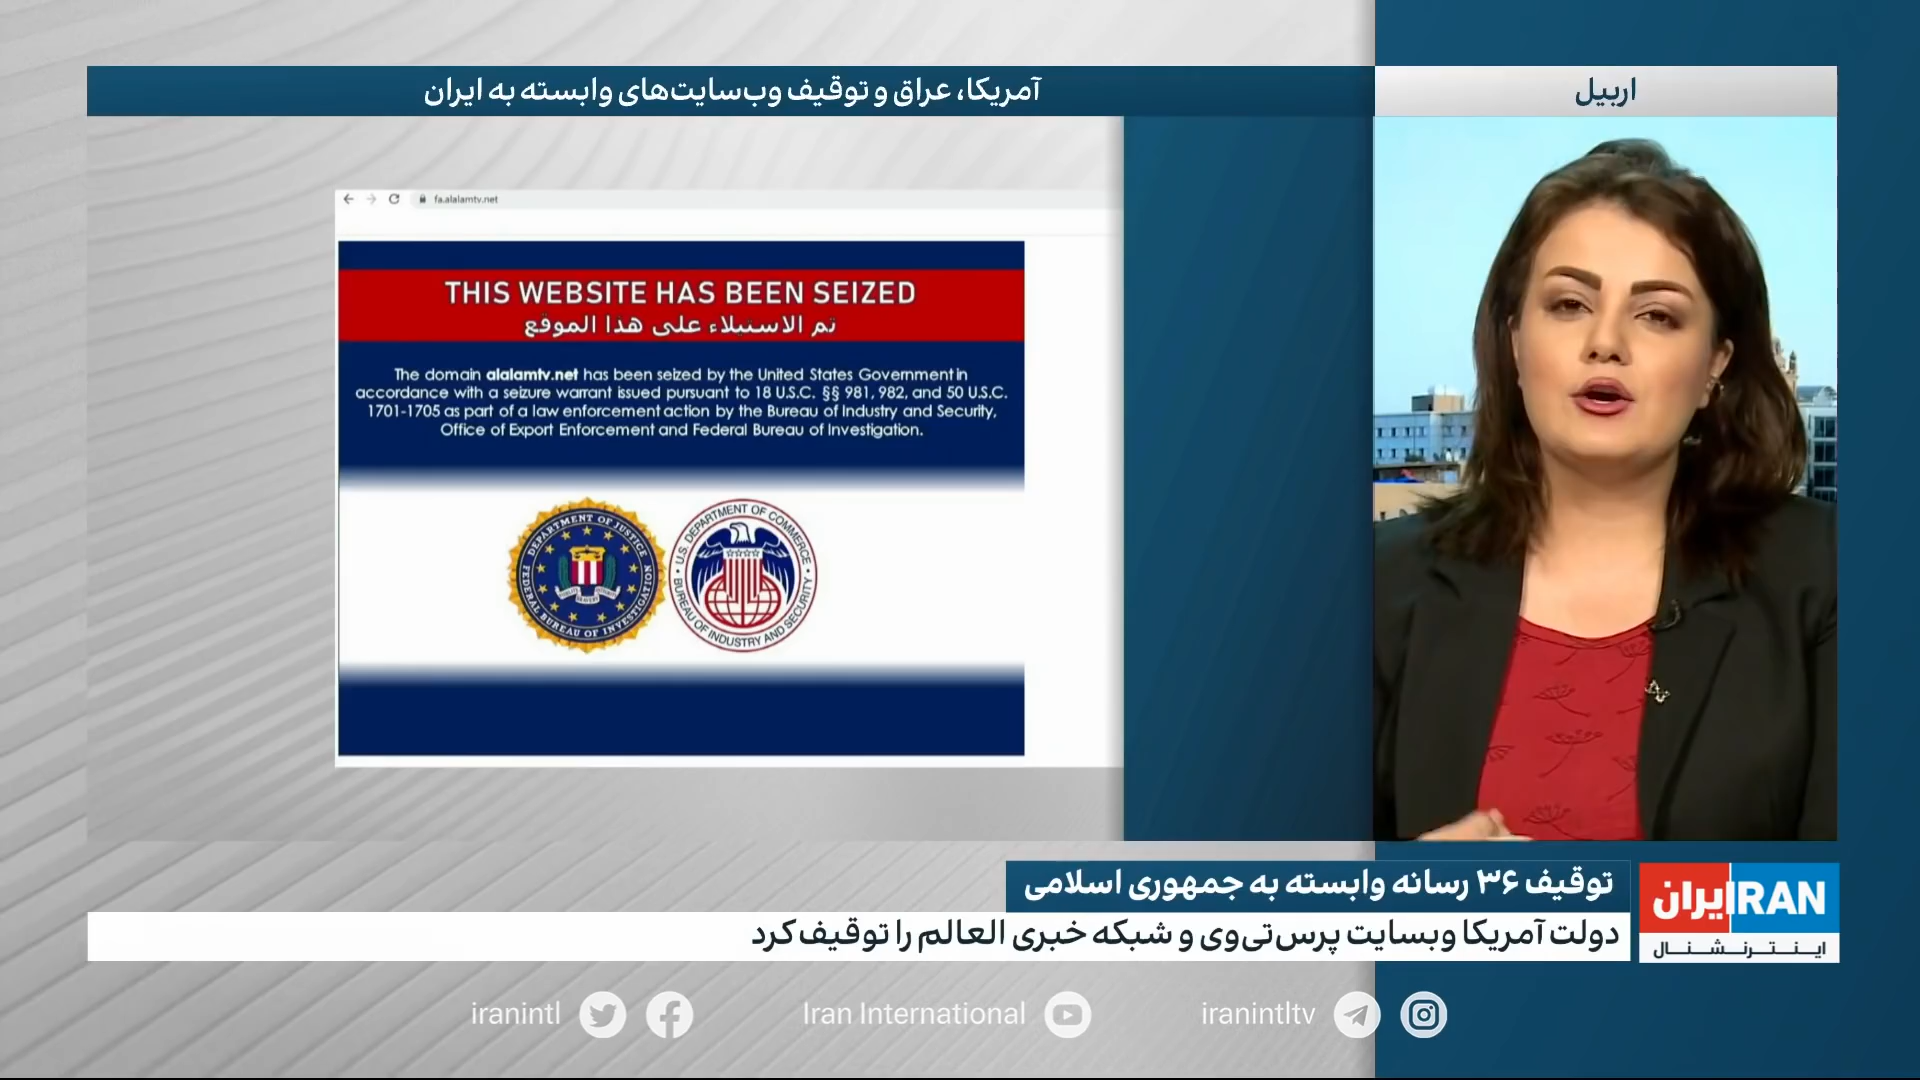 آمریکا، عراق و توقیف وب‌سایت‌های وابسته به ایران
اربیل
fa.alalamtv.net
THIS WEBSITE HAS BEEN SEIZED
تم الاستيلاء على هذا الموقع
The domain alalamtv.net has been seized by the United States Government in
accordance with a seizure warrant issued pursuant to 18 U.S.C. §§ 981, 982, and 50 U.S.C.
1701-1705 as part of a law enforcement action by the Bureau of Industry and Security,
Office of Export Enforcement and Federal Bureau of Investigation.
DEPARTMENT OF JUSTICE
FEDERAL BUREAU OF INVESTIGATION
U.S. DEPARTMENT OF COMMERCE
BUREAU OF INDUSTRY AND SECURITY
توقیف ۳۶ رسانه وابسته به جمهوری اسلامی
دولت آمریکا وبسایت پرس‌تی‌وی و شبکه خبری العالم را توقیف کرد
ایران IRAN
اینترنشنال
iranintl
Iran International
iranintltv